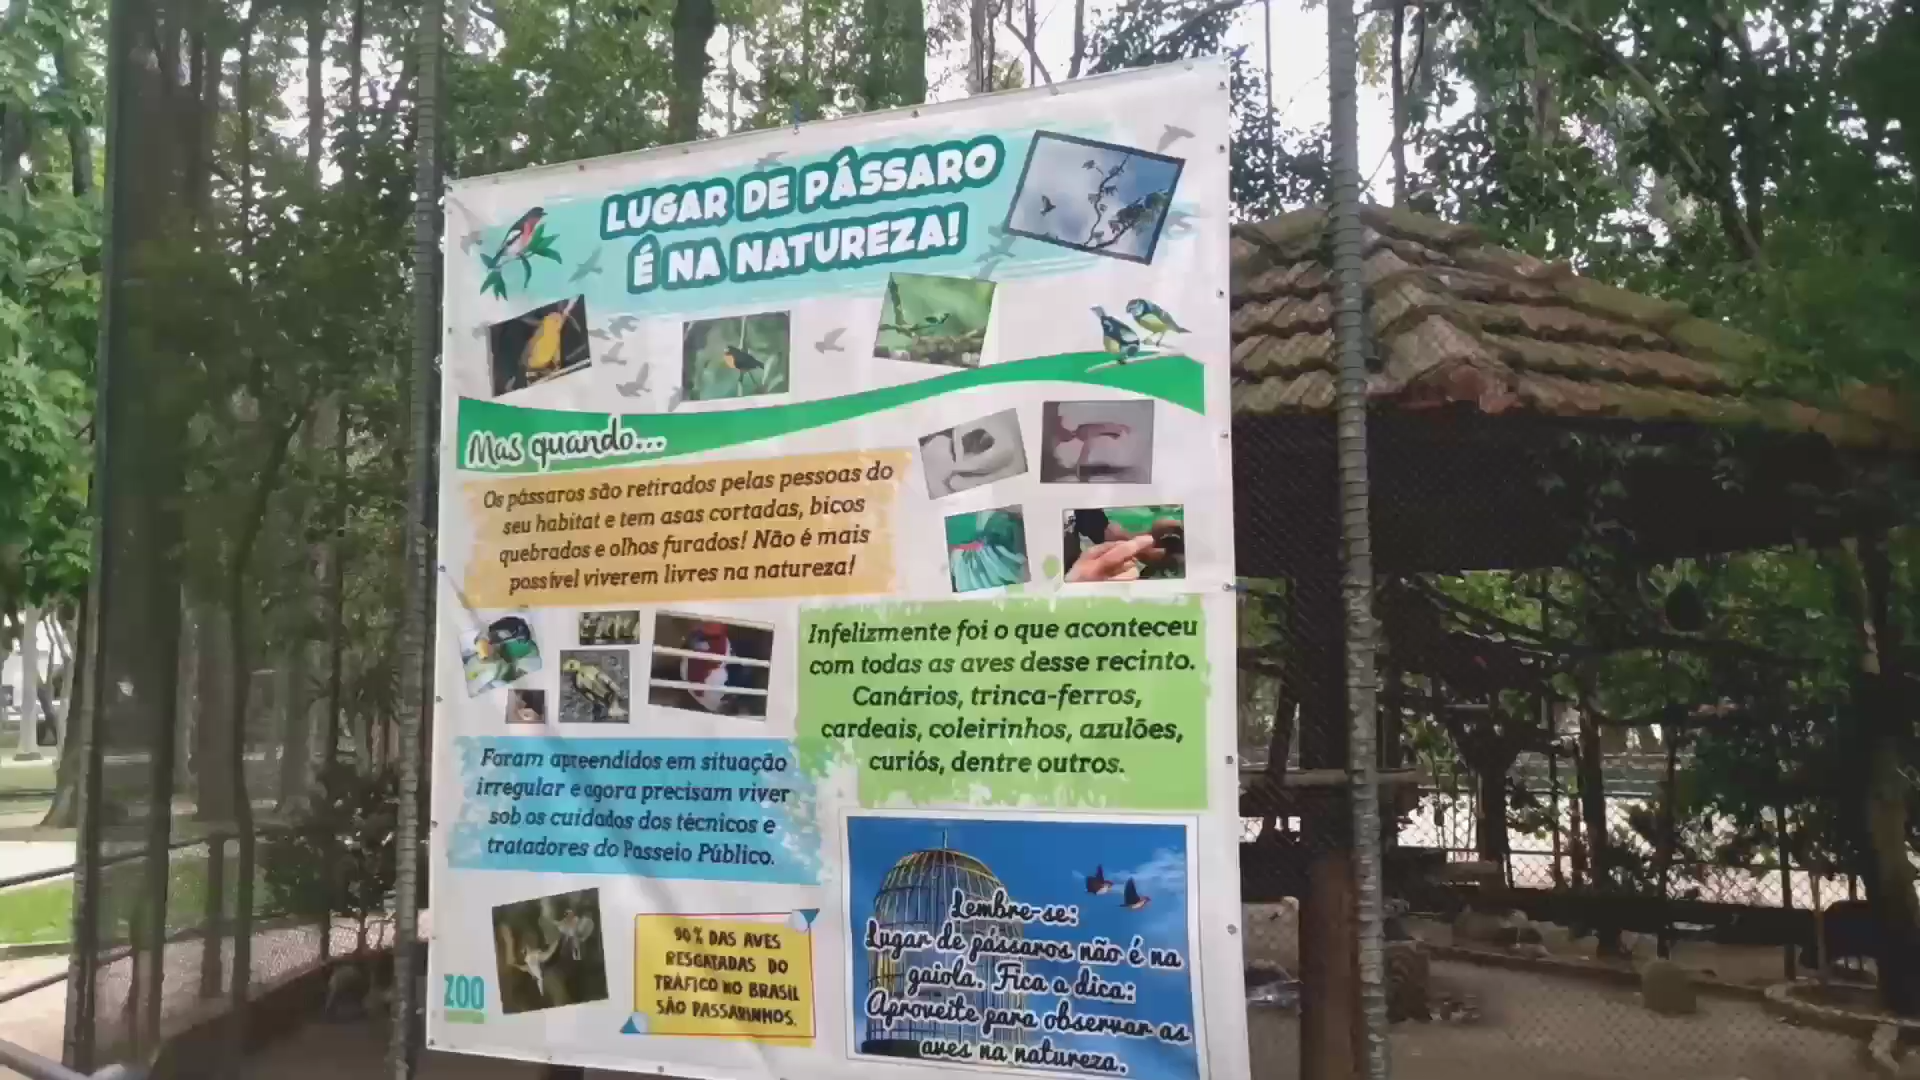 LUGAR DE PÁSSARO
É NA NATUREZA!
Mas quando...
Os pássaros são retirados pelas pessoas do
seu habitat e tem asas cortadas, bicos
quebrados e olhos furados! Não é mais
possível viverem livres na natureza!
Infelizmente foi o que aconteceu
com todas as aves desse recinto.
Canários, trinca-ferros,
cardeais, coleirinhos, azulões,
curiós, dentre outros.
Foram apreendidos em situação
irregular e agora precisam viver
sob os cuidados dos técnicos e
tratadores do Passeio Público.
ZOO
90% DAS AVES
RESGATADAS DO
TRÁFICO NO BRASIL
SÃO PASSARINHOS.
Lembre-se:
Lugar de pássaros não é na
gaiola. Fica a dica:
Aproveite para observar as
aves na natureza.